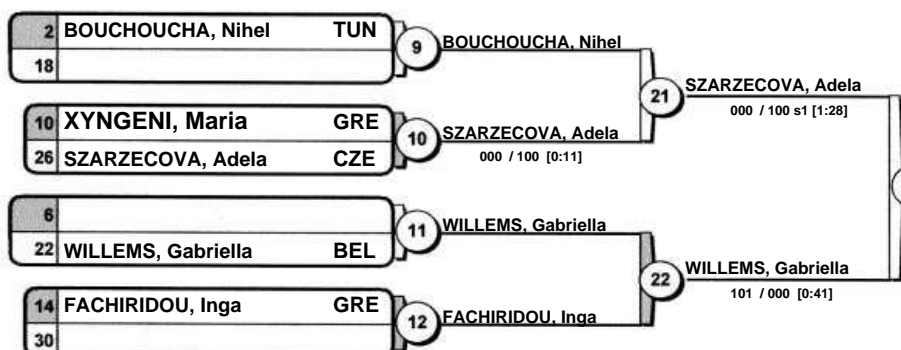 2 BOUCHOUCHA, Nihel TUN
18
9
BOUCHOUCHA, Nihel
10 XYNGENI, Maria GRE
26 SZARZECOVA, Adela CZE
10
SZARZECOVA, Adela
000 / 100 [0:11]
21
SZARZECOVA, Adela
000 / 100 s1 [1:28]
6
22 WILLEMS, Gabriella BEL
11
WILLEMS, Gabriella
14 FACHIRIDOU, Inga GRE
30
12
FACHIRIDOU, Inga
22
WILLEMS, Gabriella
101 / 000 [0:41]